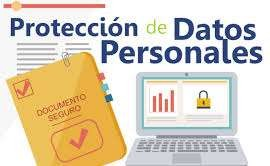 Protección de Datos
Personales
DOCUMENTO
SEGURO